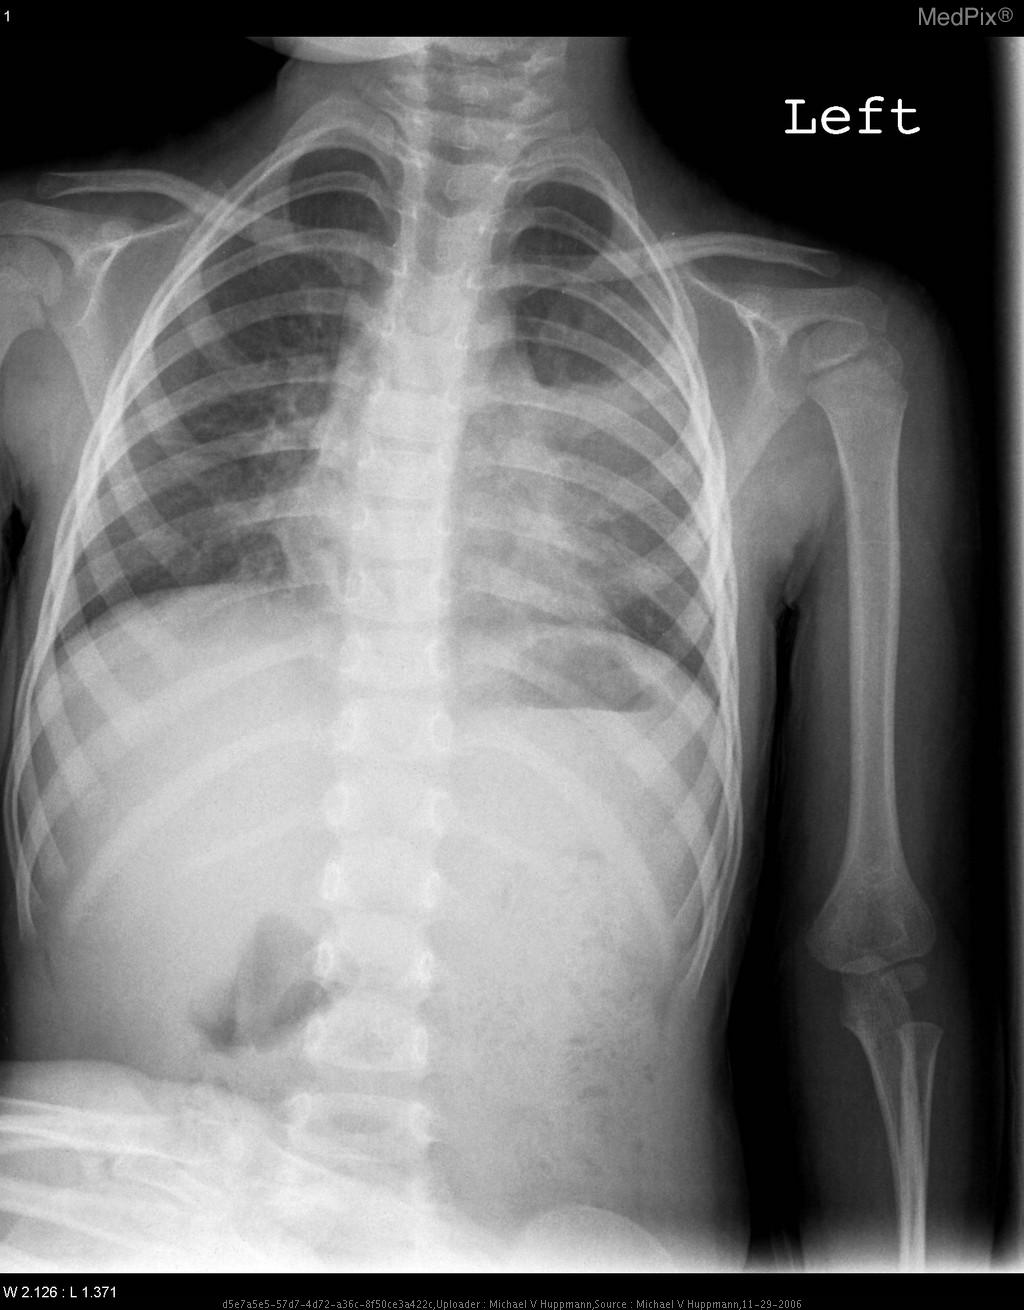 1
MedPix®
Left
W 2.126 : L 1.371
d5e7a5e5-57d7-4d72-a36c-8f50ce3a422c,Uploader : Michael V Huppmann,Source : Michael V Huppmann,11-29-2006